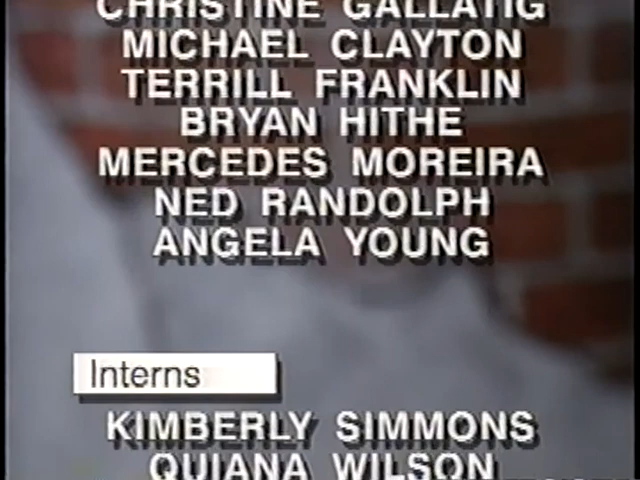 CHRISTINE GALLATIG
MICHAEL CLAYTON
TERRILL FRANKLIN
BRYAN HITHE
MERCEDES MOREIRA
NED RANDOLPH
ANGELA YOUNG
Interns
KIMBERLY SIMMONS
QUIANA WILSON